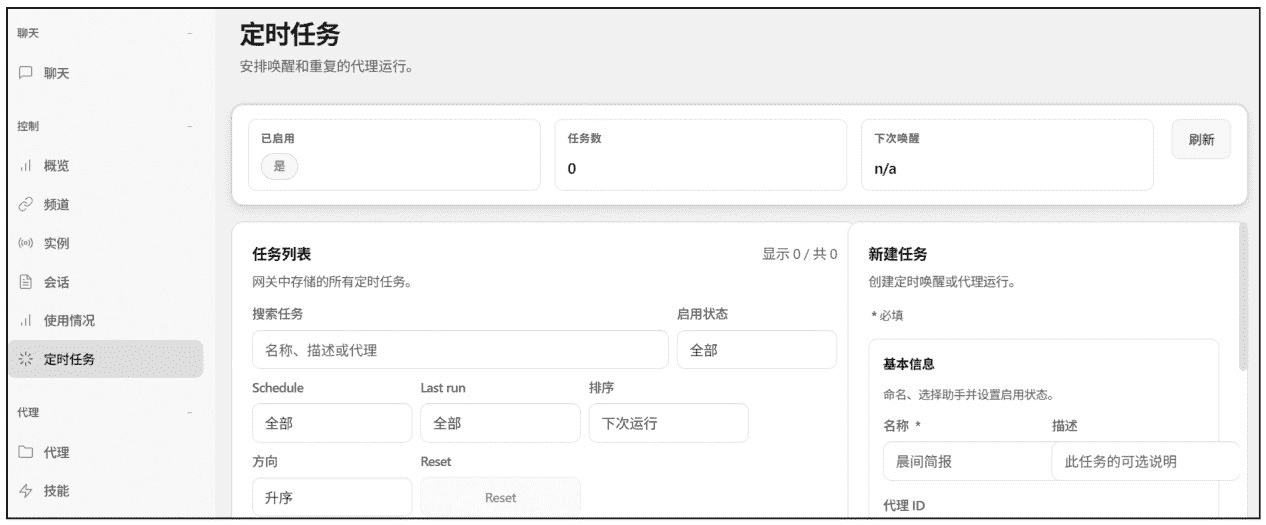 聊天
聊天
控制
概览
频道
实例
会话
使用情况
定时任务
代理
代理
技能
定时任务
安排唤醒和重复的代理运行。
已启用
是
任务数
0
下次唤醒
n/a
刷新
任务列表
显示 0 / 共 0
网关中存储的所有定时任务。
搜索任务
启用状态
名称、描述或代理
全部
Schedule
Last run
排序
全部
全部
下次运行
方向
Reset
升序
Reset
新建任务
创建定时唤醒或代理运行。
* 必填
基本信息
命名、选择助手并设置启用状态。
名称 *
描述
晨间简报
此任务的可选说明
代理 ID